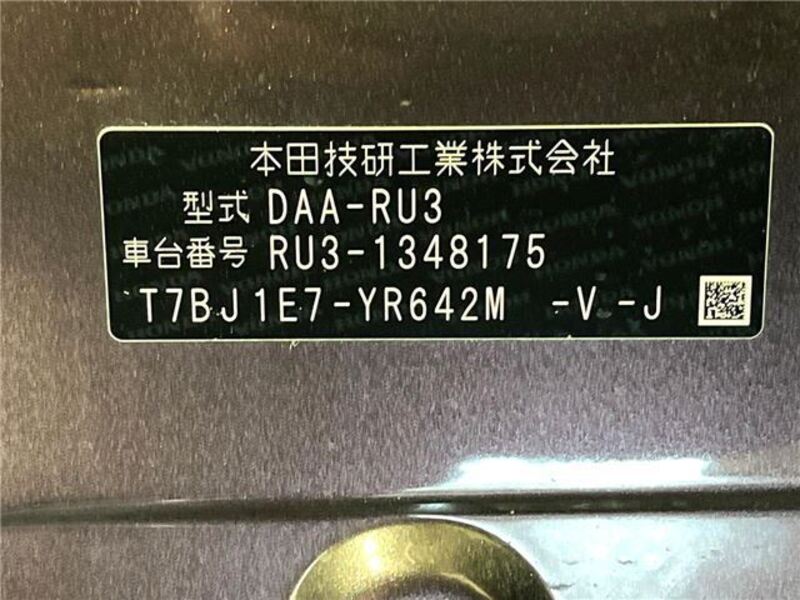 本田技研工業株式会社
型式 DAA-RU3
車台番号 RU3-1348175
T7BJ1E7-YR642M -V -J